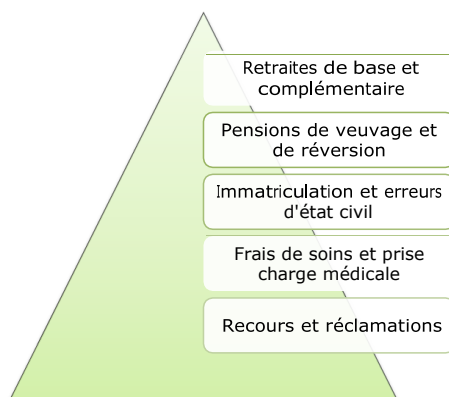 Retraites de base et
complémentaire
Pensions de veuvage et
de réversion
Immatriculation et erreurs
d'état civil
Frais de soins et prise
charge médicale
Recours et réclamations